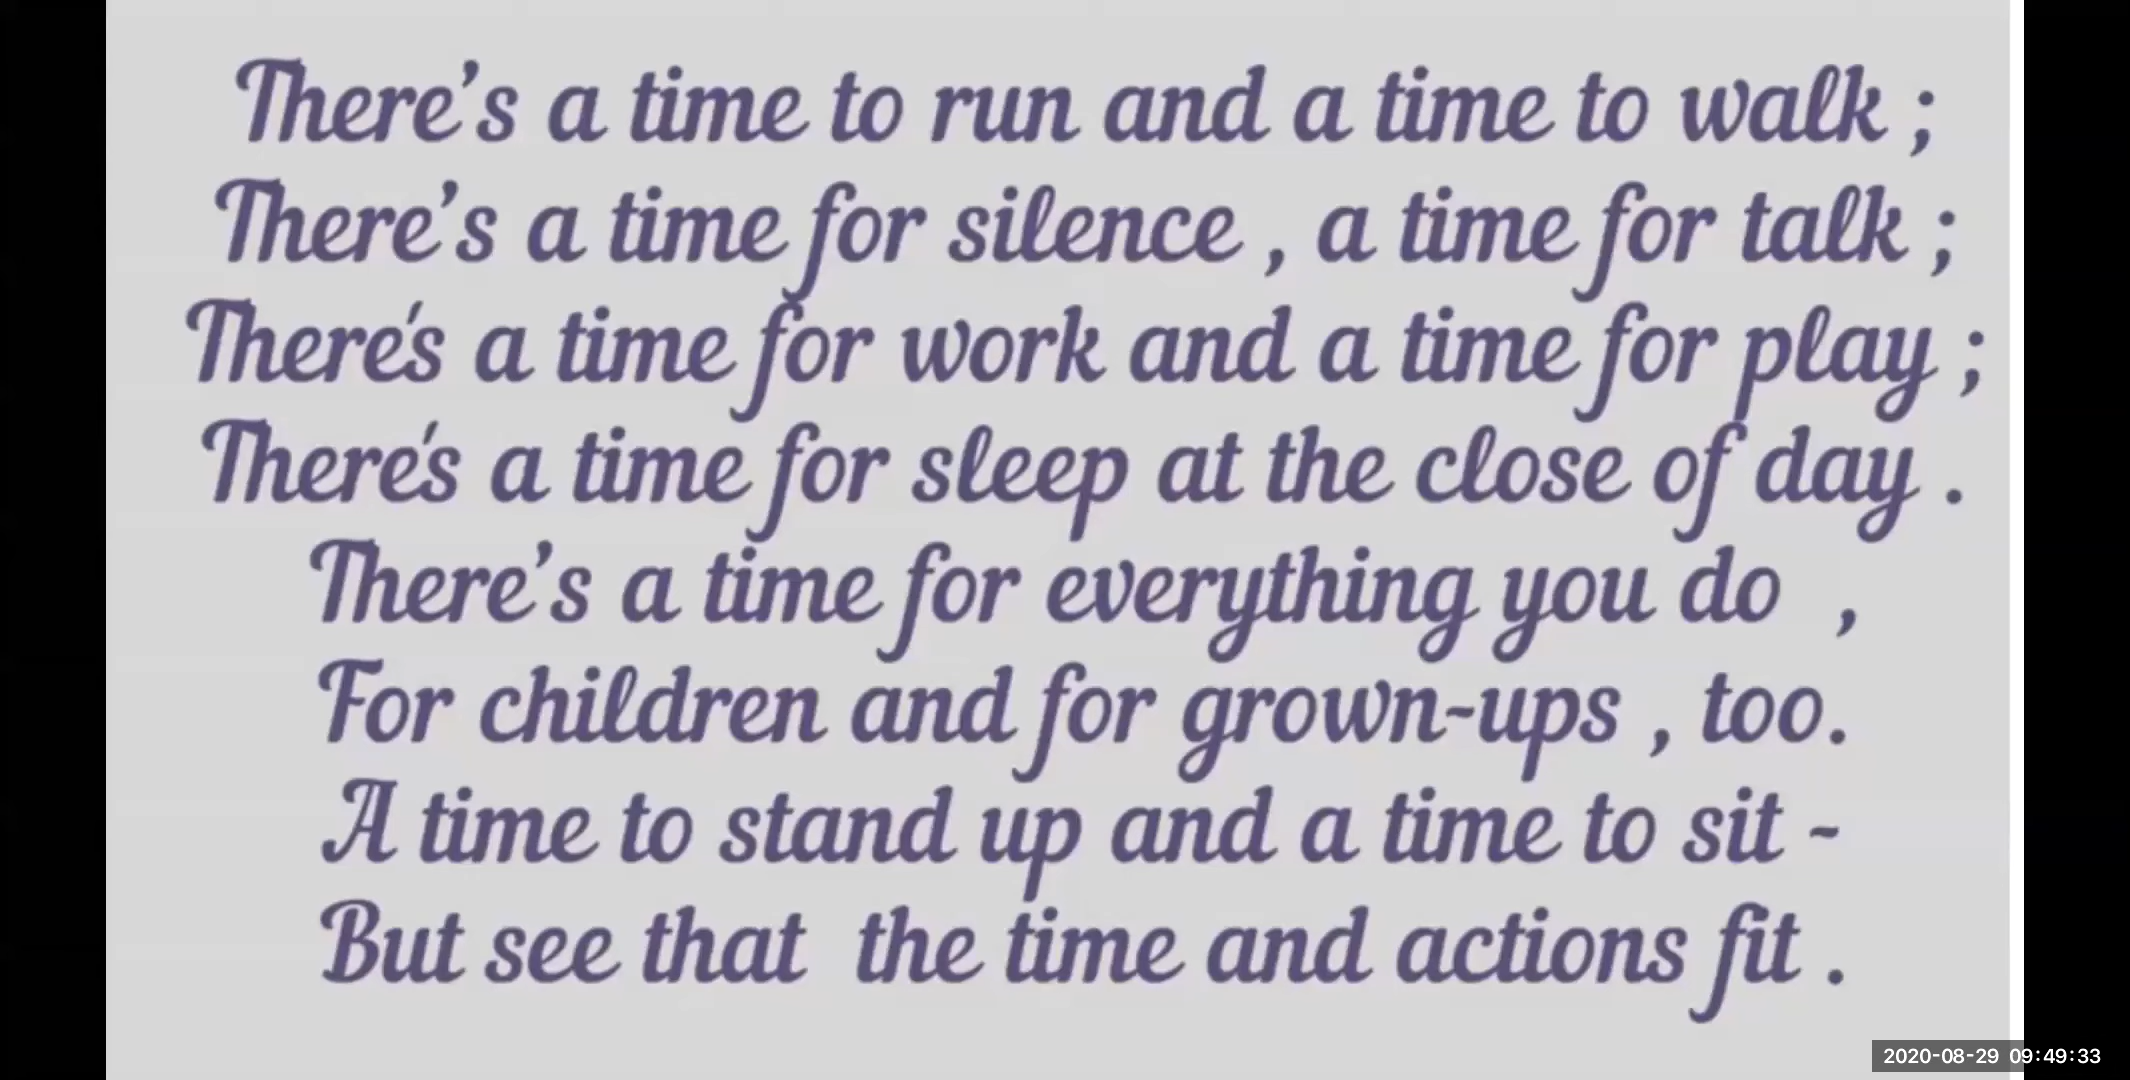 There’s a time to run and a time to walk ;
There’s a time for silence , a time for talk ;
There's a time for work and a time for play ;
There's a time for sleep at the close of day .
There’s a time for everything you do ,
For children and for grown-ups , too.
A time to stand up and a time to sit -
But see that the time and actions fit .
2020-08-29 09:49:33